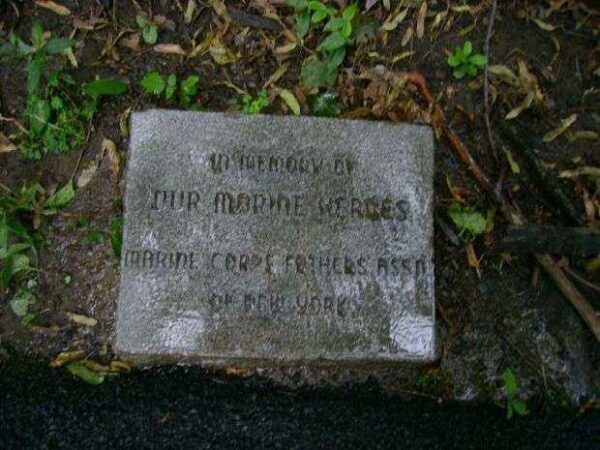 IN MEMORY OF
OUR MARINE HEROES
MARINE CORPS FATHERS ASSN
OF NEW YORK